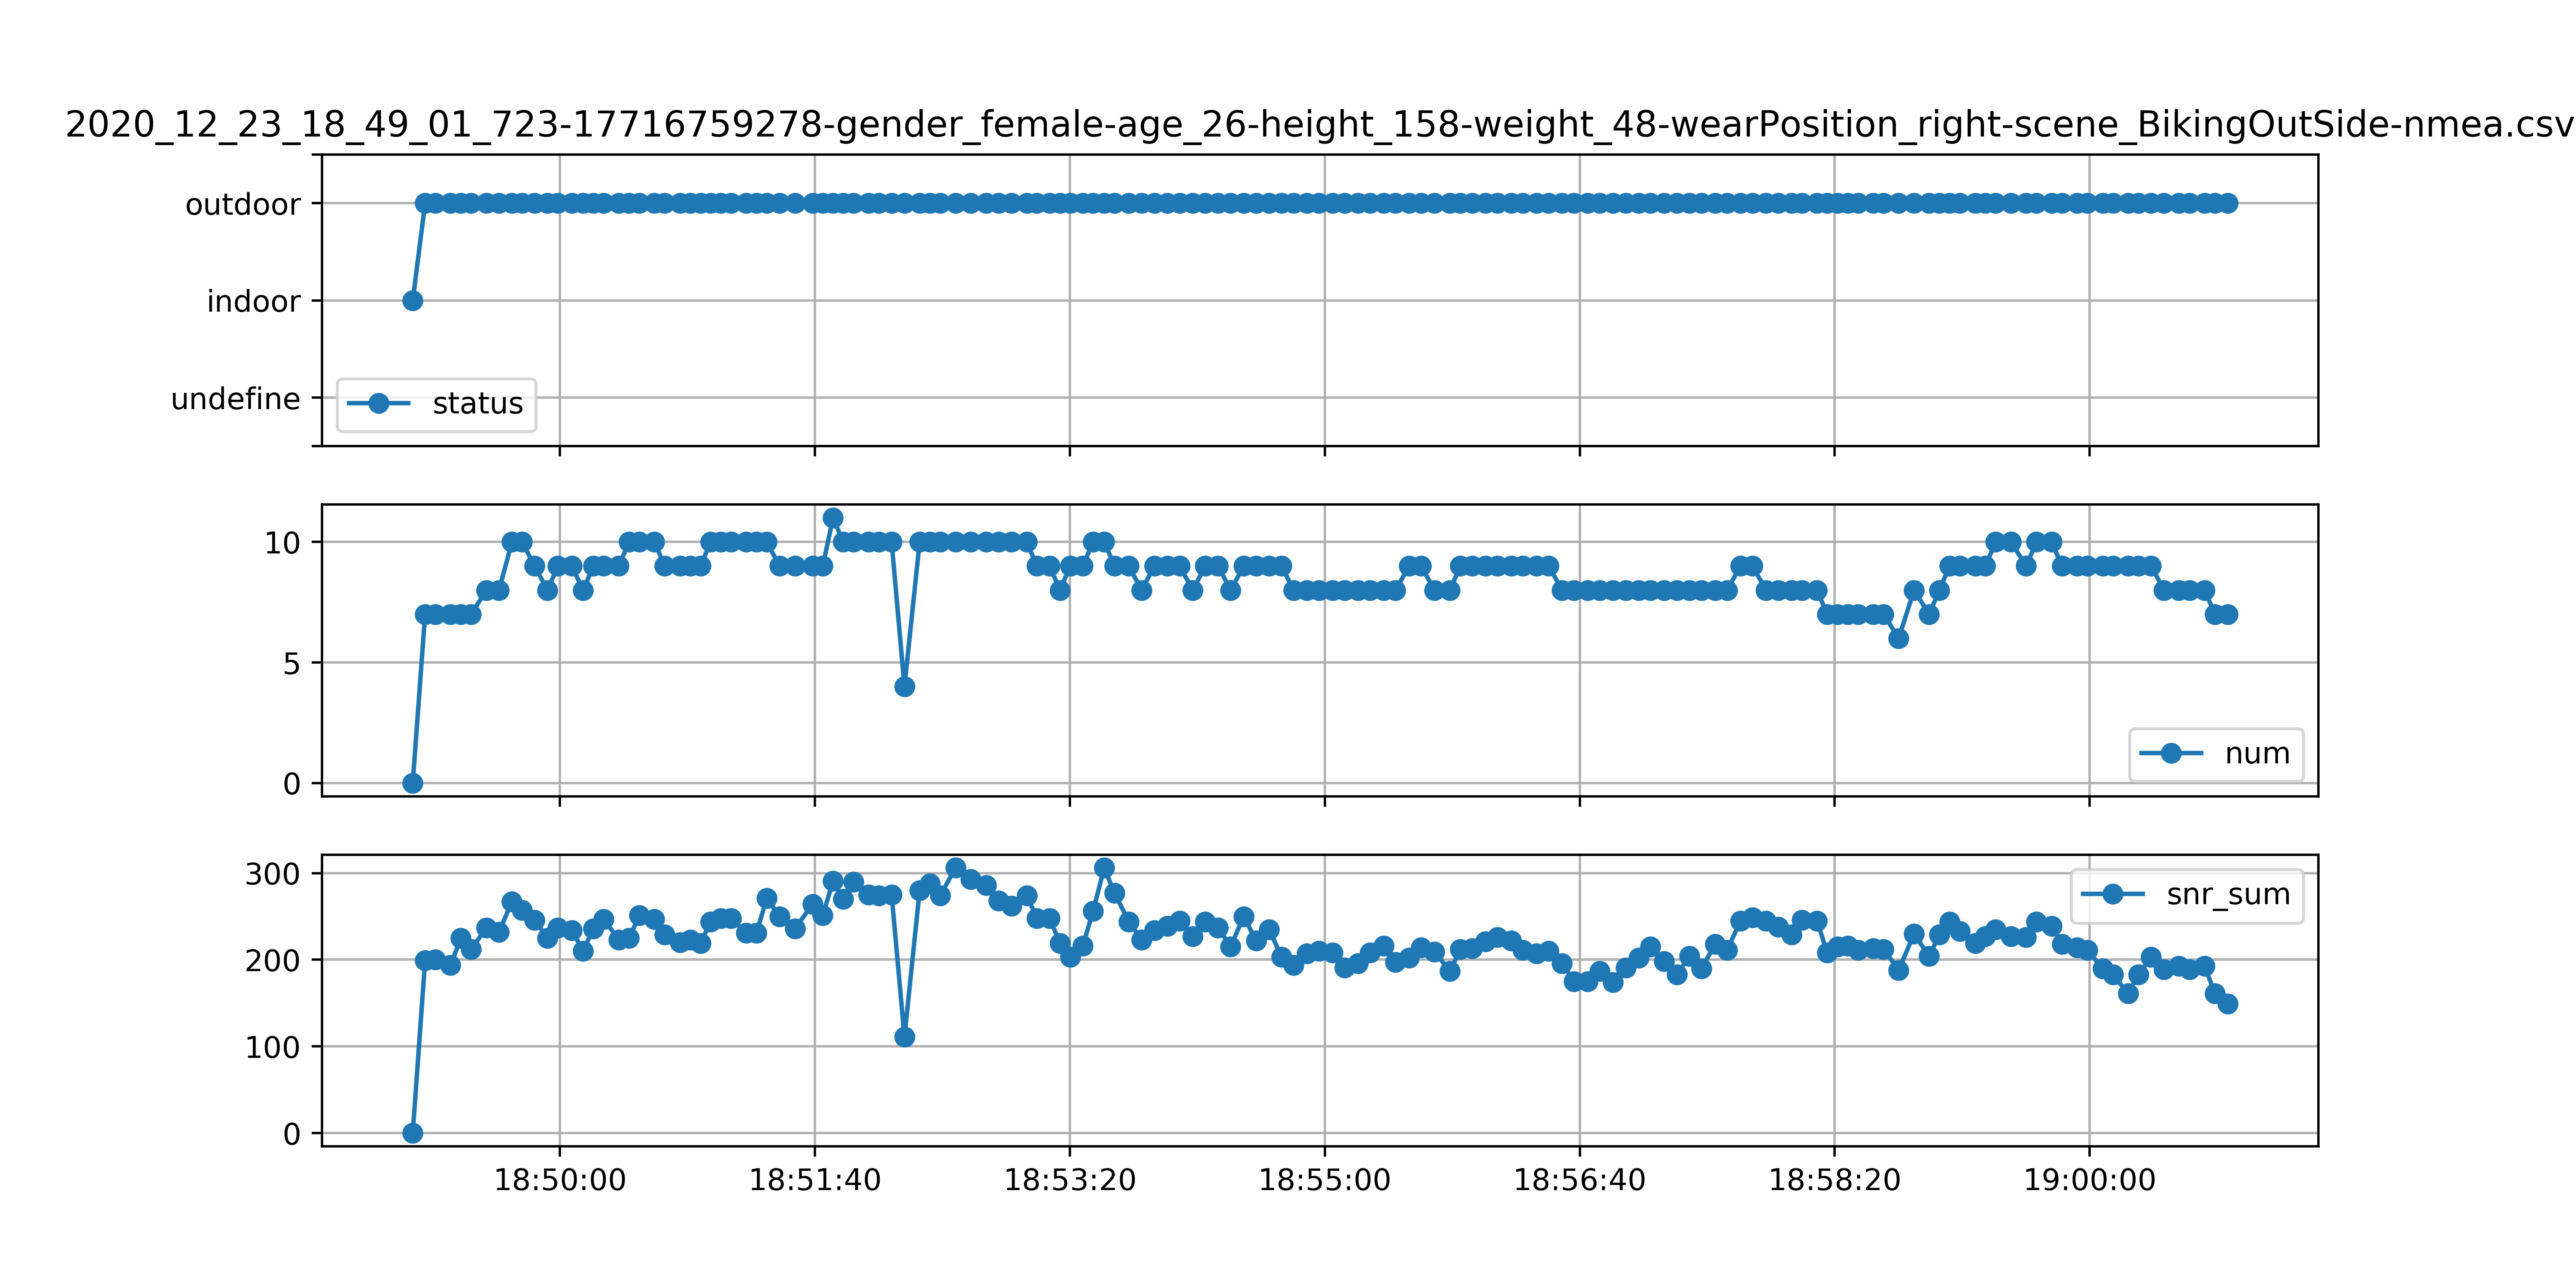 2020_12_23_18_49_01_723-17716759278-gender_female-age_26-height_158-weight_48-wearPosition_right-scene_BikingOutSide-nmea.csv
outdoor
indoor
undefine
status
10
5
0
num
300
200
100
0
snr_sum
18:50:00 18:51:40 18:53:20 18:55:00 18:56:40 18:58:20 19:00:00